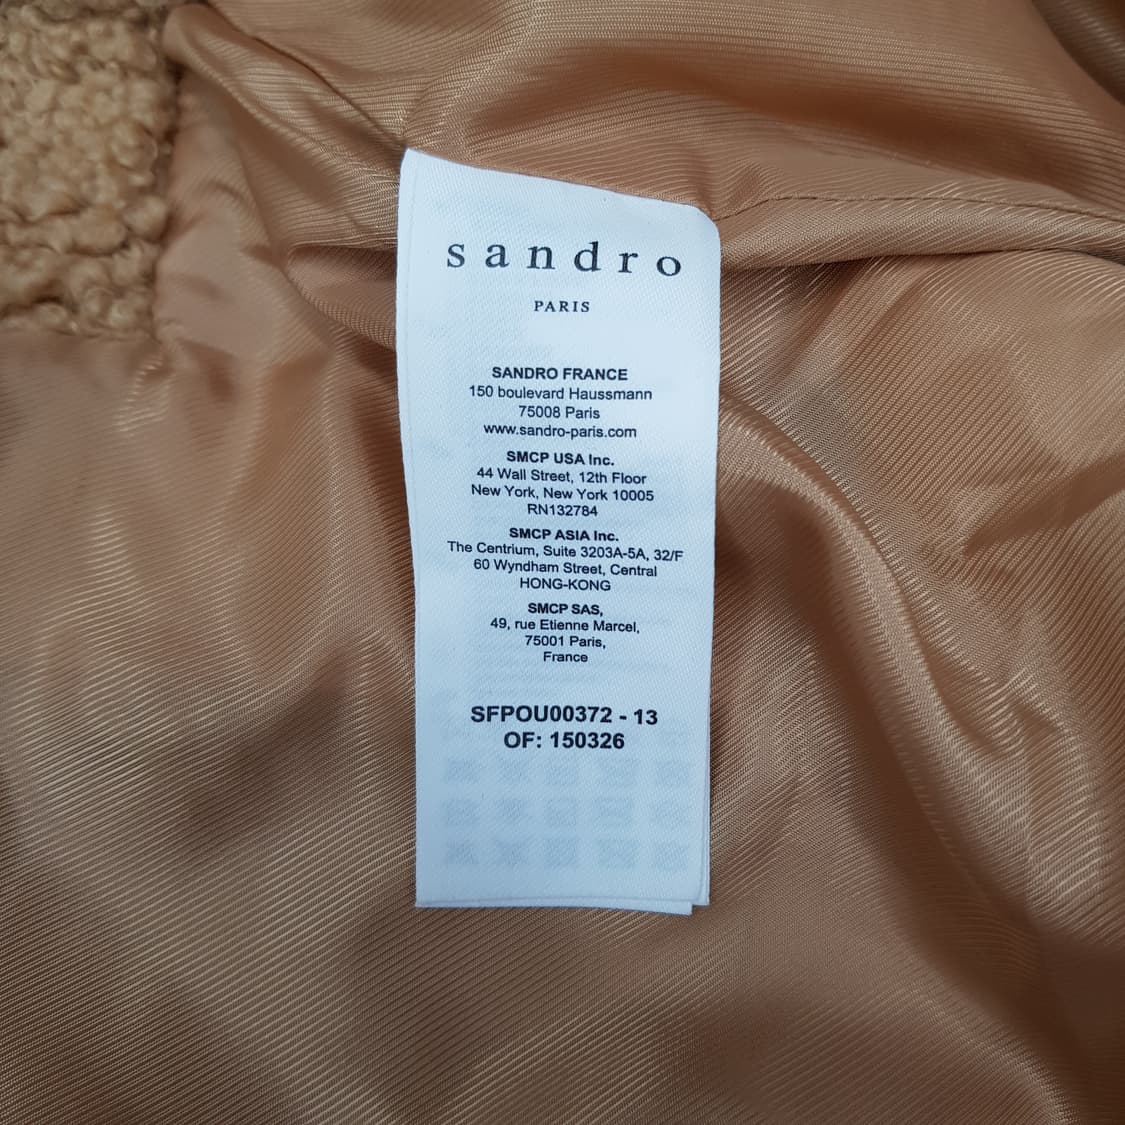 sandro
PARIS
SANDRO FRANCE
150 boulevard Haussmann
75008 Paris
www.sandro-paris.com
SMCP USA Inc.
44 Wall Street, 12th Floor
New York, New York 10005
RN132784
SMCP ASIA Inc.
The Centrium, Suite 3203A-5A, 32/F
60 Wyndham Street, Central
HONG-KONG
SMCP SAS,
49, rue Etienne Marcel,
75001 Paris,
France
SFPOU00372 - 13
OF: 150326